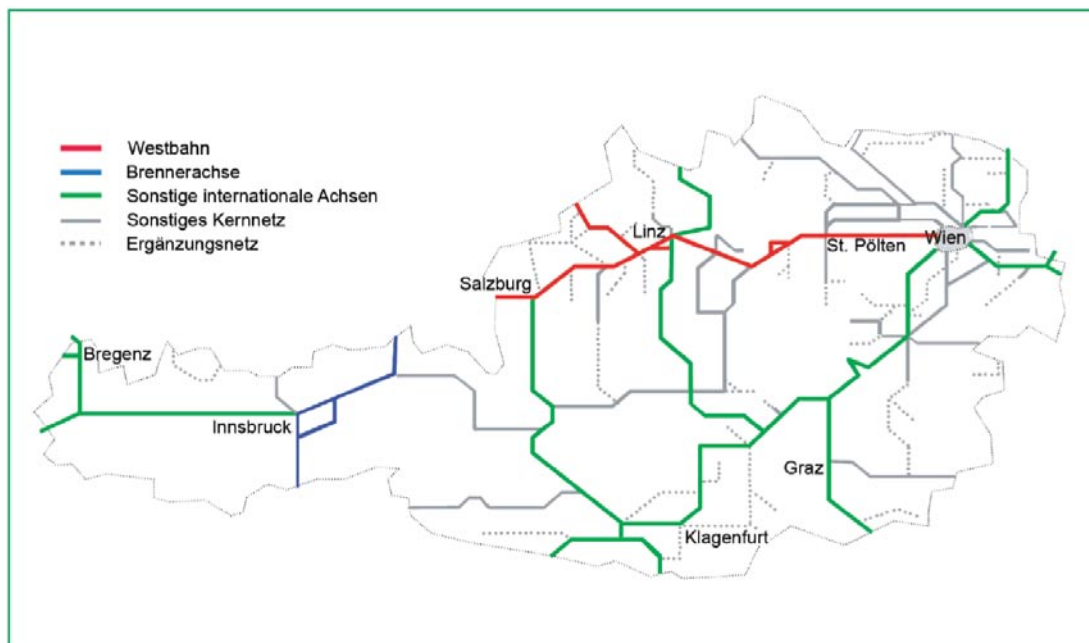 Westbahn
Brennerachse
Sonstige internationale Achsen
Sonstiges Kernnetz
Ergänzungsnetz
Linz
St. Pölten
Wien
Salzburg
Bregenz
Innsbruck
Graz
Klagenfurt